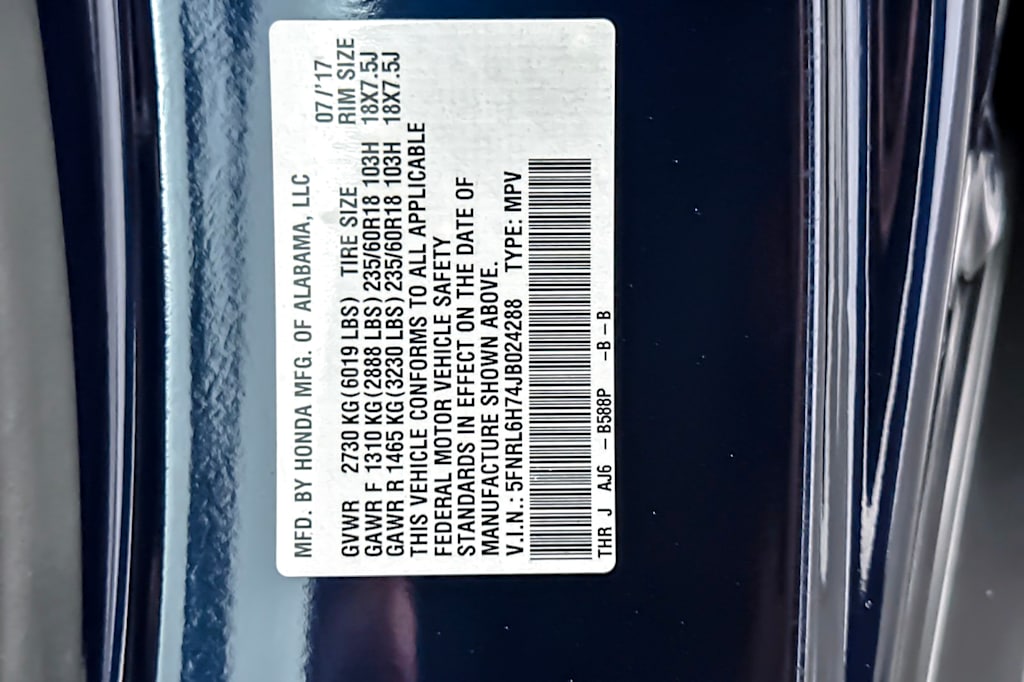 MFD. BY HONDA MFG. OF ALABAMA, LLC 07/'17
GVWR 2730 KG (6019 LBS) TIRE SIZE RIM SIZE
GAWR F 1310 KG (2888 LBS) 235/60R18 103H 18X7.5J
GAWR R 1465 KG (3230 LBS) 235/60R18 103H 18X7.5J
THIS VEHICLE CONFORMS TO ALL APPLICABLE
FEDERAL MOTOR VEHICLE SAFETY
STANDARDS IN EFFECT ON THE DATE OF
MANUFACTURE SHOWN ABOVE.
V.I.N.: 5FNRL6H74JB024288 TYPE: MPV
THR J AJ6 - B588P -B-B